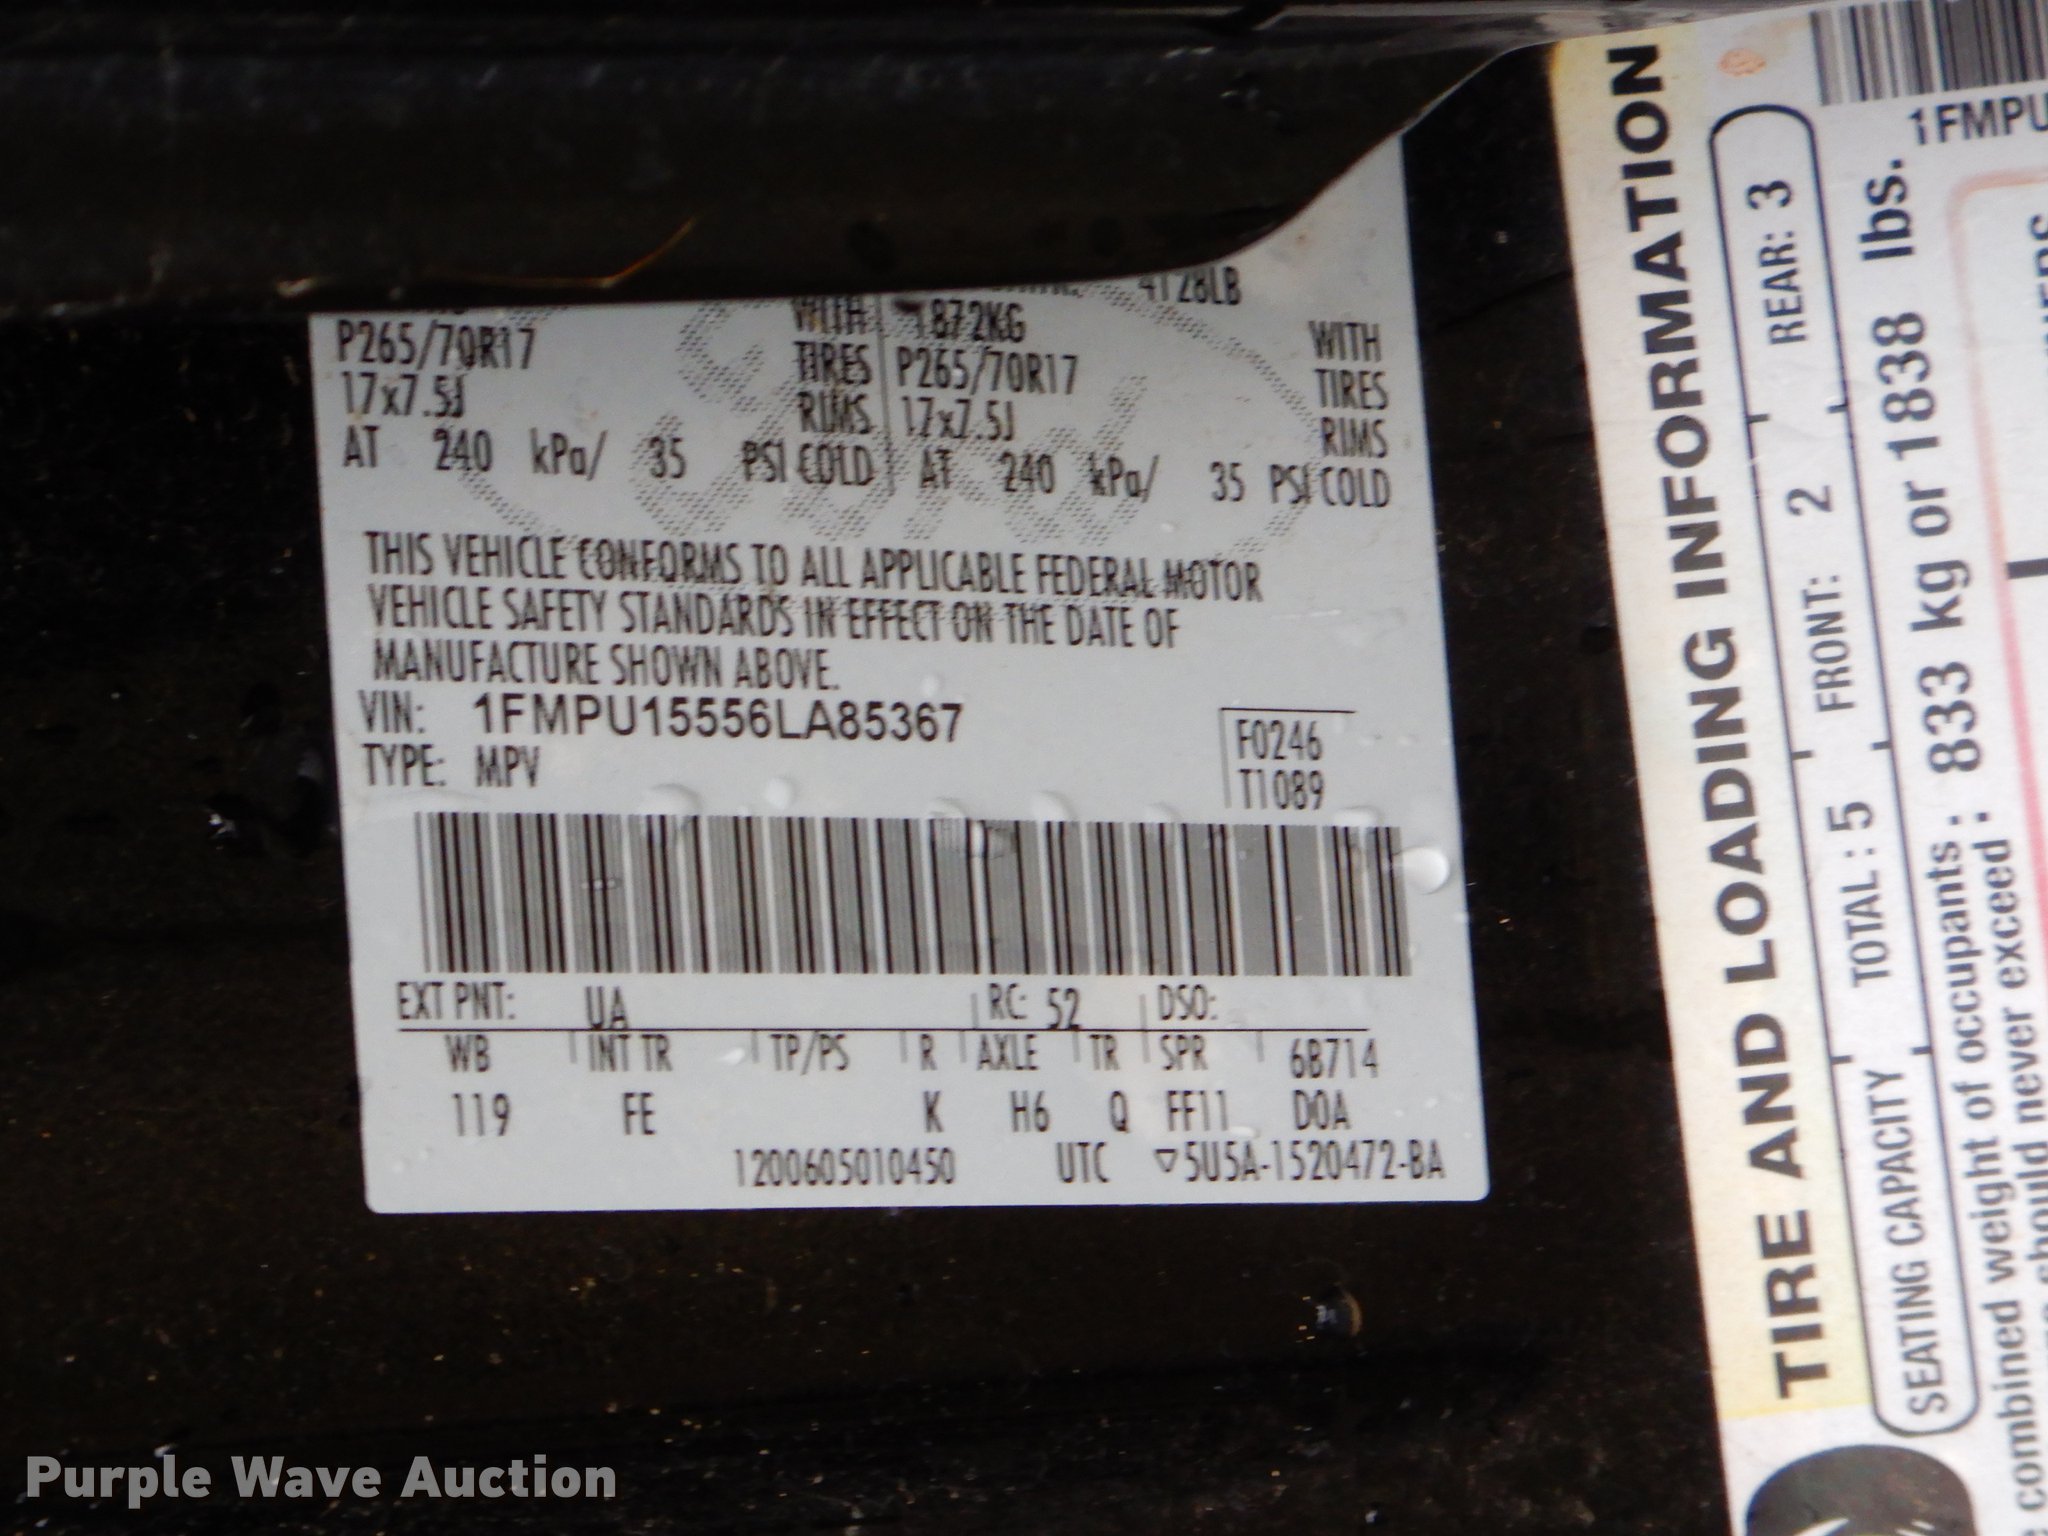 4128LB
WITH 1872KG WITH
P265/70R17 TIRES P265/70R17 TIRES
17x7.5J RIMS 17x7.5J RIMS
AT 240 kPa/ 35 PSI COLD AT 240 kPa/ 35 PSI COLD
THIS VEHICLE CONFORMS TO ALL APPLICABLE FEDERAL MOTOR
VEHICLE SAFETY STANDARDS IN EFFECT ON THE DATE OF
MANUFACTURE SHOWN ABOVE.
VIN: 1FMPU15556LA85367
F0246
TYPE: MPV
T1089
EXT PNT: UA RC: 52 DSO:
WB INT TR TP/PS R AXLE TR SPR 6B714
119 FE K H6 Q FF11 DOA
1200605010450 UTC ▽5U5A-1520472-BA
TIRE AND LOADING INFORMATION
SEATING CAPACITY TOTAL : 5 FRONT: 2 REAR: 3
combined weight of occupants : 833 kg or 1838 lbs.
should never exceed :
1FMPU
Purple Wave Auction